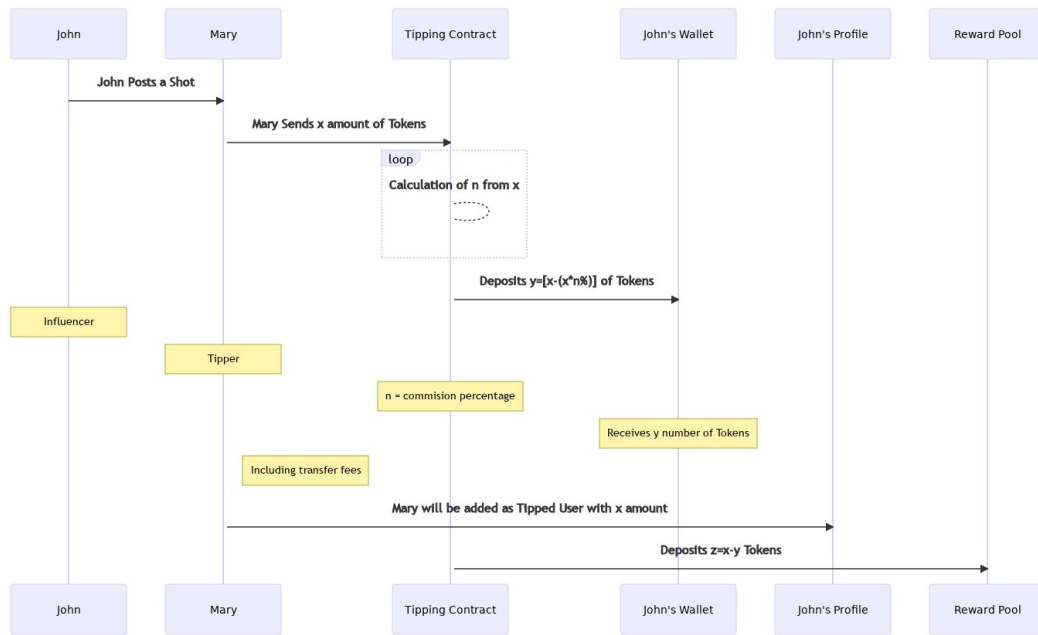 John
Mary
Tipping Contract
John's Wallet
John's Profile
Reward Pool
John Posts a Shot
Mary Sends x amount of Tokens
loop
Calculation of n from x
Deposits y=[x-(x*n%)] of Tokens
Influencer
Tipper
n = commision percentage
Receives y number of Tokens
Including transfer fees
Mary will be added as Tipped User with x amount
Deposits z=x-y Tokens
John
Mary
Tipping Contract
John's Wallet
John's Profile
Reward Pool